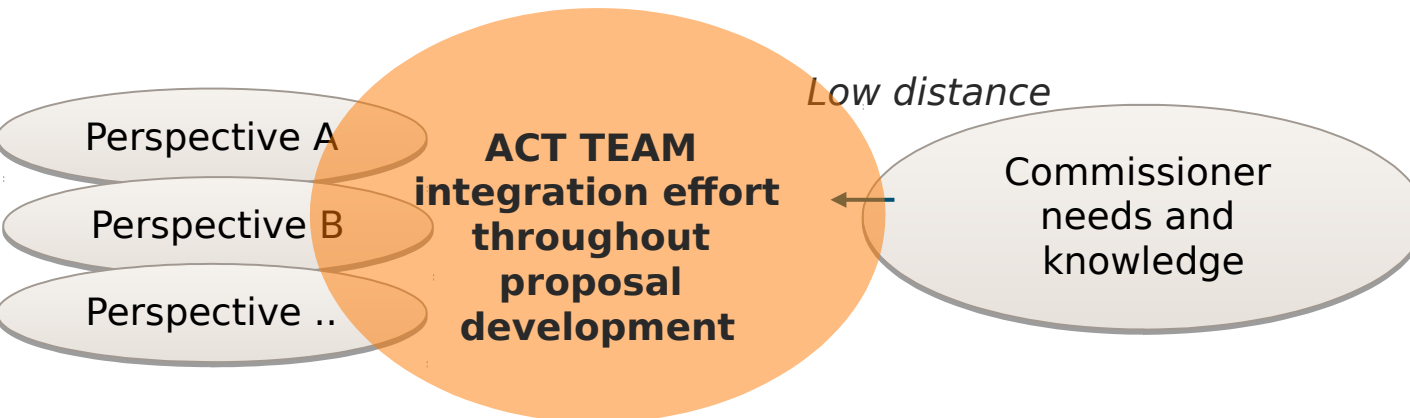 Low distance
Perspective A
Perspective B
Perspective ..
ACT TEAM
integration effort
throughout
proposal
development
Commissioner
needs and
knowledge